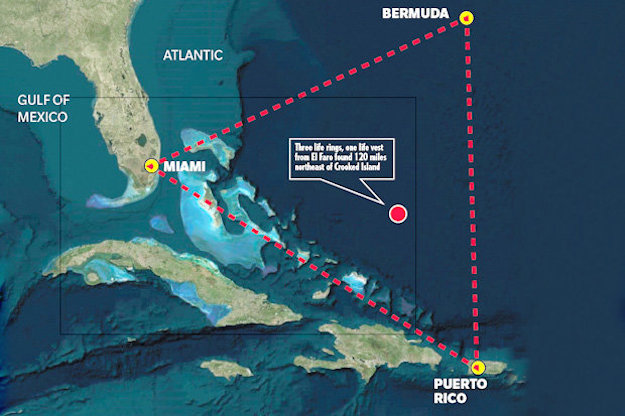 BERMUDA
ATLANTIC
GULF OF
MEXICO
Three life rings, one life vest
from El Faro found 120 miles
northeast of Crooked Island
MIAMI
PUERTO
RICO